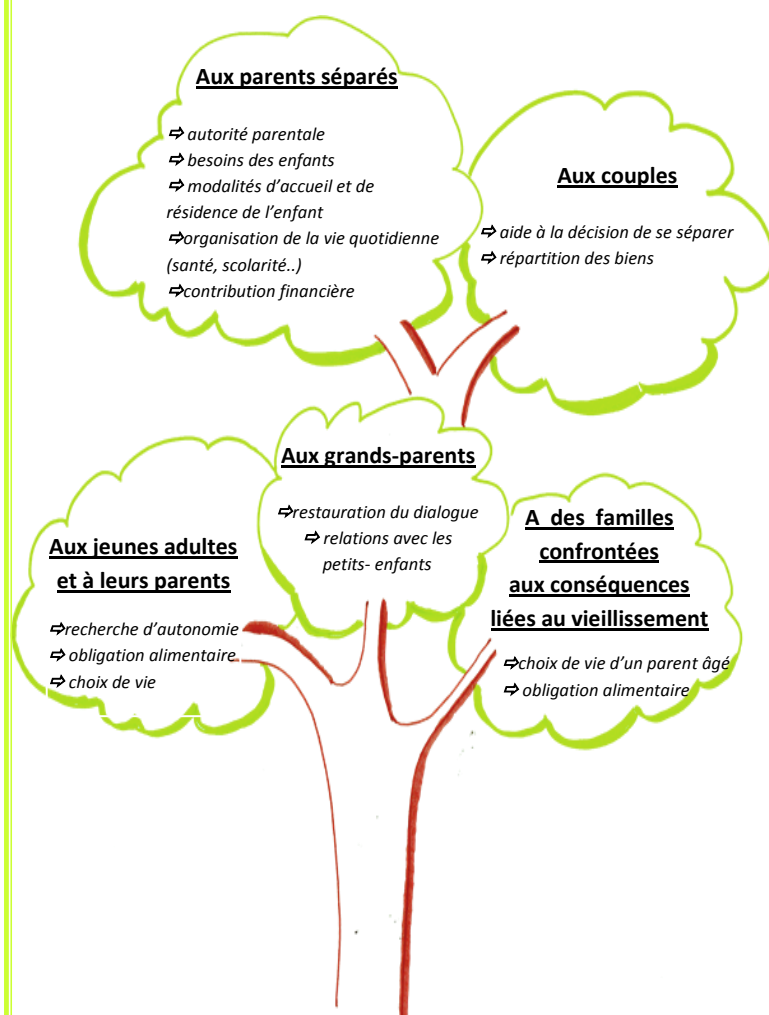 Aux parents séparés
⇨ autorité parentale
⇨ besoins des enfants
⇨ modalités d'accueil et de
résidence de l'enfant
⇨organisation de la vie quotidienne
(santé, scolarité..)
⇨contribution financière
Aux couples
⇨ aide à la décision de se séparer
⇨ répartition des biens
Aux grands-parents
⇨restauration du dialogue
⇨ relations avec les
petits- enfants
Aux jeunes adultes
et à leurs parents
⇨recherche d'autonomie
⇨ obligation alimentaire
⇨ choix de vie
A des familles
confrontées
aux conséquences
liées au vieillissement
⇨choix de vie d'un parent âgé
⇨ obligation alimentaire